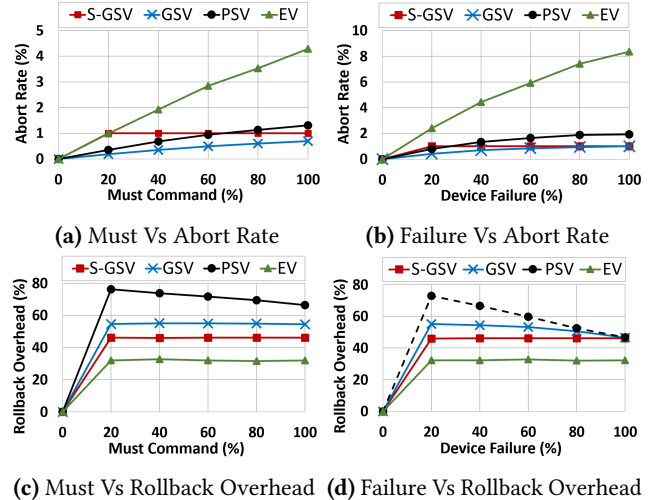 S-GSV GSV PSV EV
Abort Rate (%)
5
4
3
2
1
0
0 20 40 60 80 100
Must Command (%)
(a) Must Vs Abort Rate
S-GSV GSV PSV EV
Abort Rate (%)
10
8
6
4
2
0
0 20 40 60 80 100
Device Failure (%)
(b) Failure Vs Abort Rate
S-GSV GSV PSV EV
Rollback Overhead (%)
80
60
40
20
0
0 20 40 60 80 100
Must Command (%)
(c) Must Vs Rollback Overhead
S-GSV GSV PSV EV
Rollback Overhead (%)
80
60
40
20
0
0 20 40 60 80 100
Device Failure (%)
(d) Failure Vs Rollback Overhead